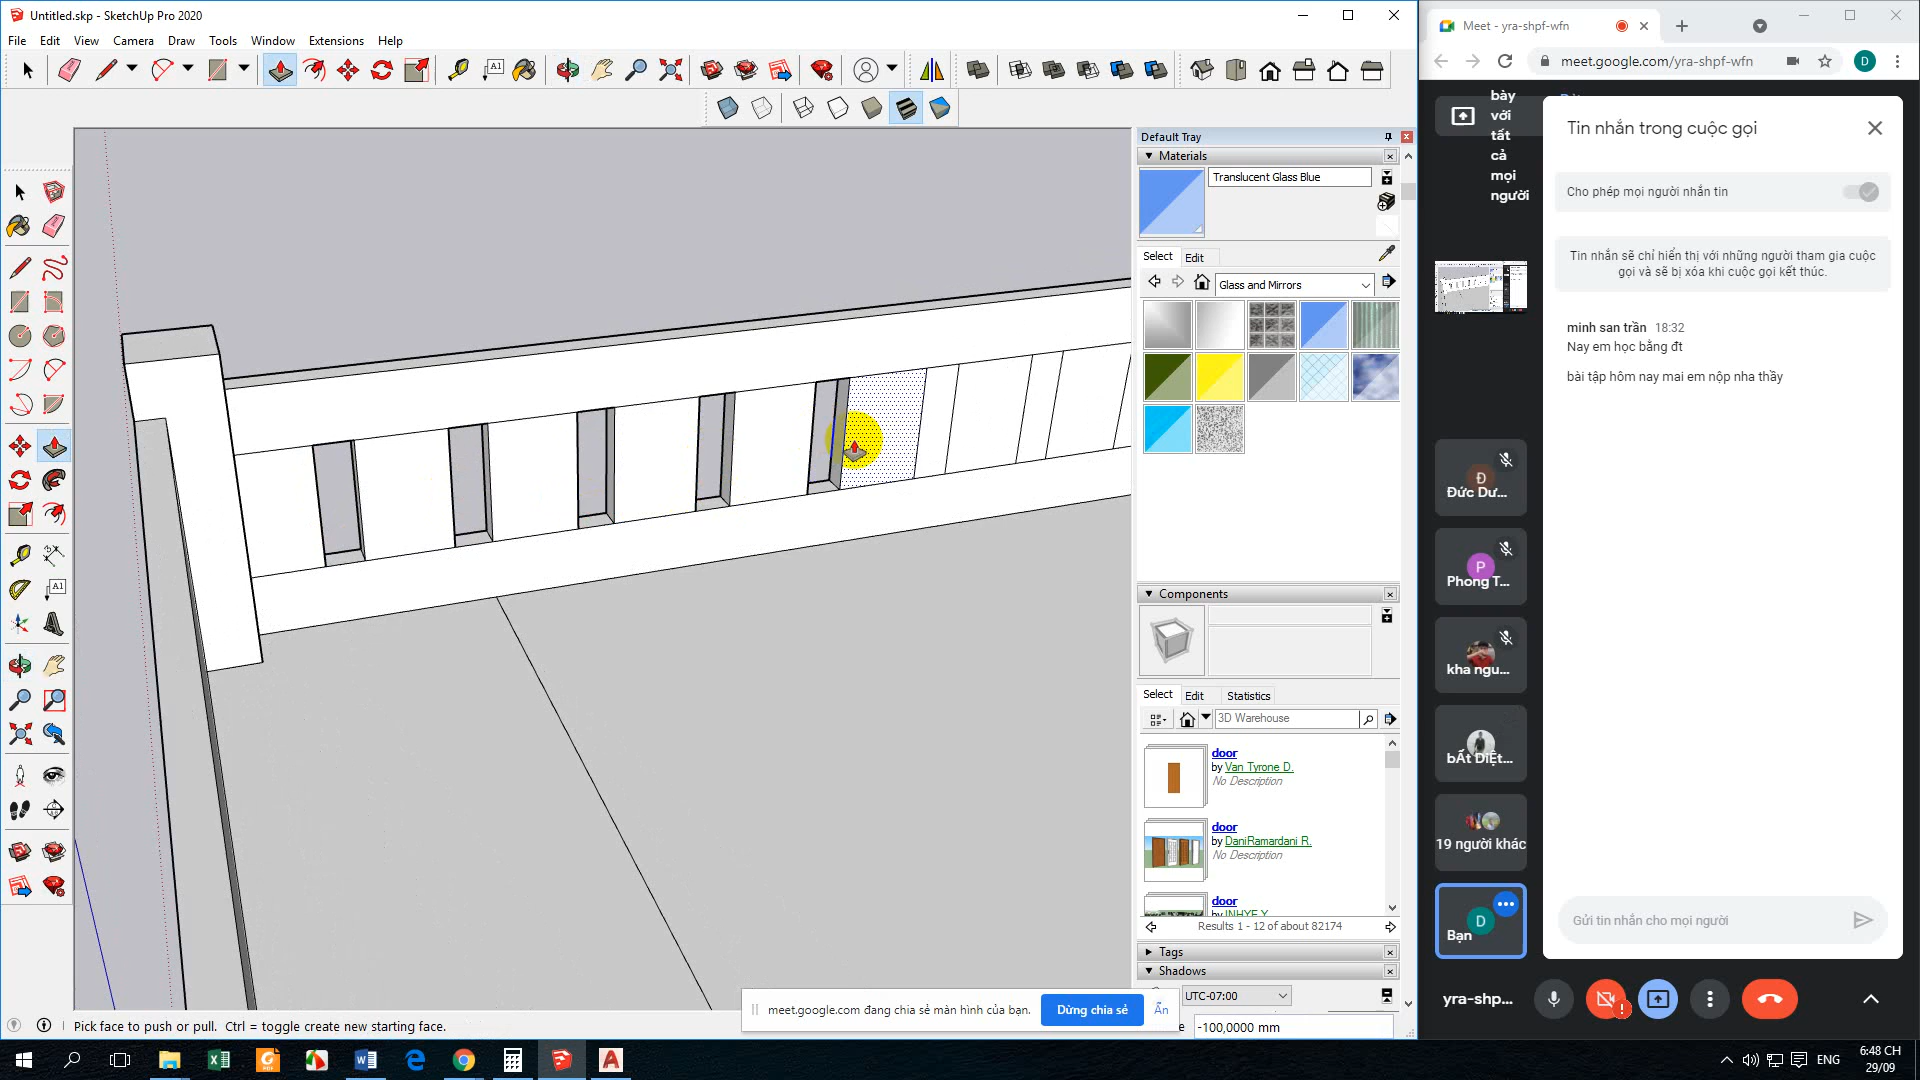 Untitled.skp - SketchUp Pro 2020
File Edit View Camera Draw Tools Window Extensions Help
A1
Default Tray
Materials
Translucent Glass Blue
Select Edit
Glass and Mirrors
Components
Select Edit Statistics
3D Warehouse
door
by Van Tyrone D.
No Description
door
by DaniRamardani R.
No Description
door
by INHYE Y
Results 1 - 12 of about 82174
Tags
Shadows
UTC-07:00
A1
Pick face to push or pull. Ctrl = toggle create new starting face.
-100,0000 mm
meet.google.com đang chia sẻ màn hình của bạn.
Dừng chia sẻ
Ẩn
Meet - yra-shpf-wfn
meet.google.com/yra-shpf-wfn
D
bày
với
tất
cả
mọi
người
Tin nhắn trong cuộc gọi
Cho phép mọi người nhắn tin
Tin nhắn sẽ chỉ hiển thị với những người tham gia cuộc
gọi và sẽ bị xóa khi cuộc gọi kết thúc.
minh san trần 18:32
Nay em học bằng đt
bài tập hôm nay mai em nộp nha thầy
Đ
Đức Dư...
P
Phong T...
kha ngu...
bẤt DiỆt...
19 người khác
D
Bạn
Gửi tin nhắn cho mọi người
yra-shp...
ENG
6:48 CH
29/09